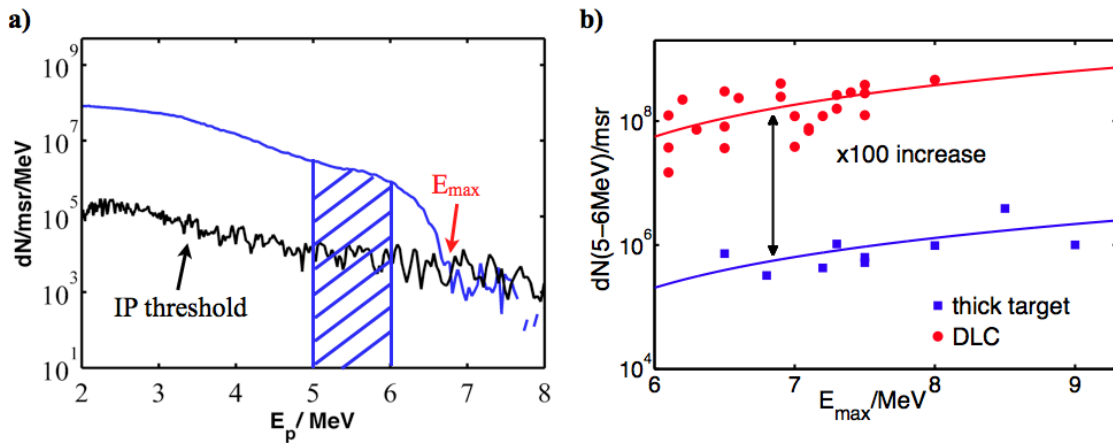 a)
dN/msr/MeV
10^9
10^7
10^5
10^3
10^1
IP threshold
E_max
2 3 4 5 6 7 8
E_p/ MeV
b)
dN(5–6MeV)/msr
10^8
10^6
10^4
x100 increase
thick target
DLC
6 7 8 9
E_max/MeV